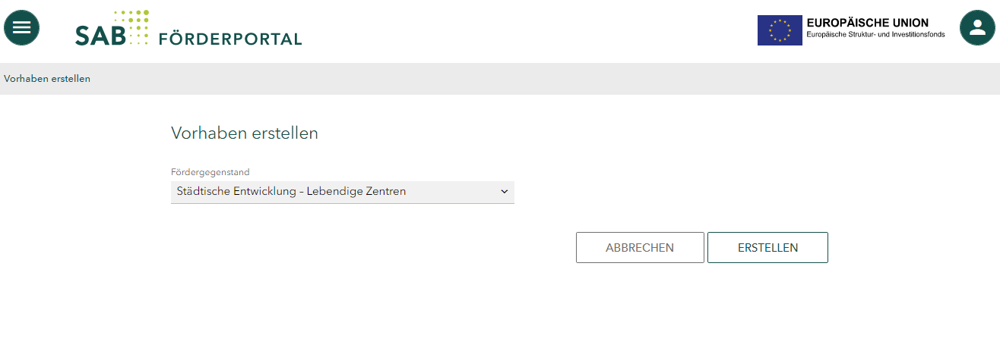 SAB FÖRDERPORTAL
EUROPÄISCHE UNION
Europäische Struktur- und Investitionsfonds
Vorhaben erstellen
Vorhaben erstellen
Fördergegenstand
Städtische Entwicklung – Lebendige Zentren
ABBRECHEN
ERSTELLEN